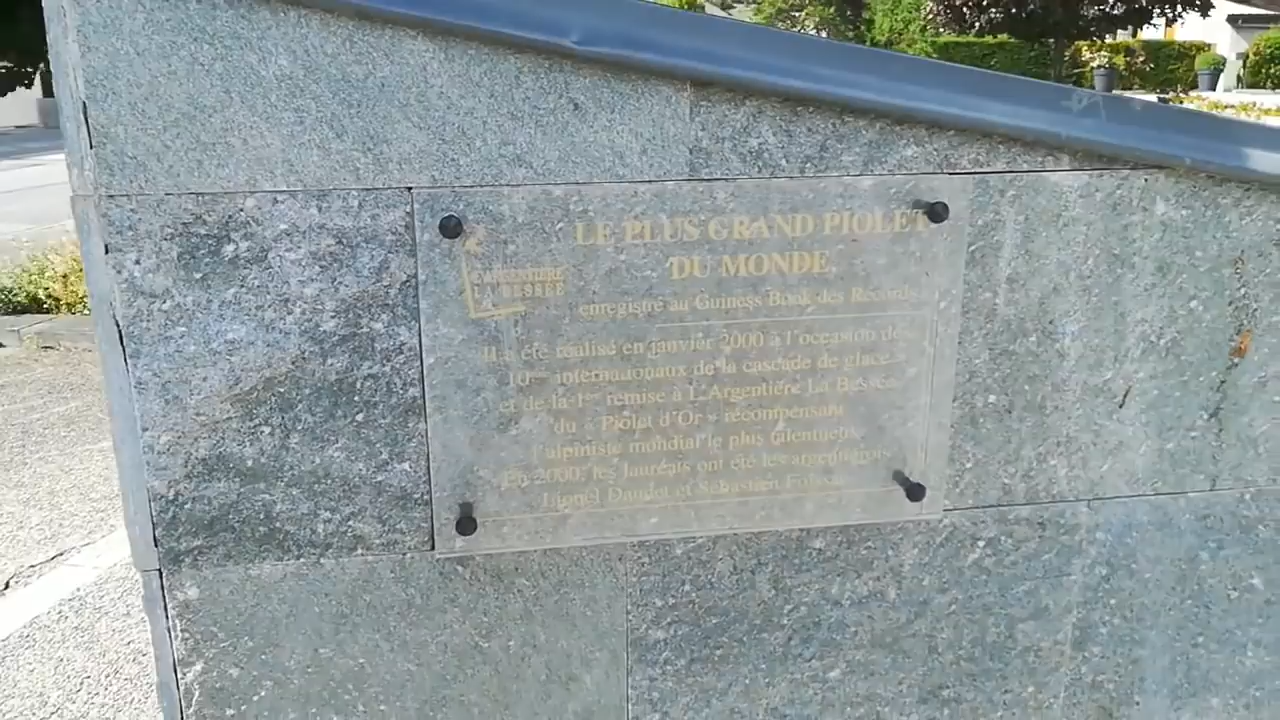 LE PLUS GRAND PIOLET
DU MONDE
L'ARGENTIÈRE
LA BESSÉE
enregistré au Guiness Book des Records
Il a été réalisé en janvier 2000 à l'occasion des
10èmes internationaux de la cascade de glace
et de la 1ère remise à L'Argentière La Bessée
du « Piolet d'Or » récompensant
l'alpiniste mondial le plus talentueux.
En 2000, les lauréats ont été les argentiérois
Lionel Daudet et Sébastien